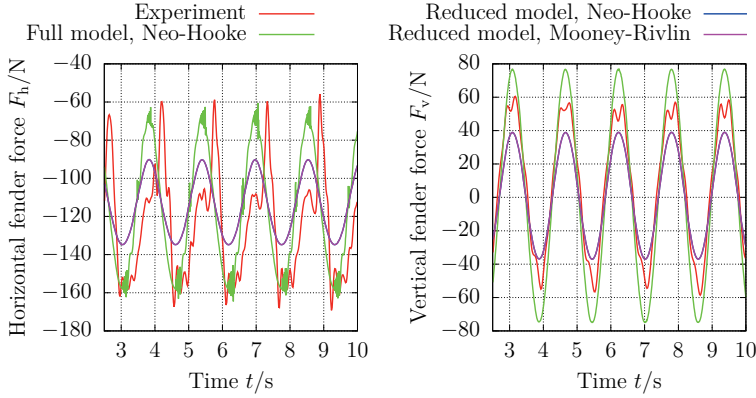 Experiment
Full model, Neo-Hooke
Reduced model, Neo-Hooke
Reduced model, Mooney-Rivlin
Horizontal fender force F_h/N
−40
−60
−80
−100
−120
−140
−160
−180
3 4 5 6 7 8 9 10
Time t/s
Vertical fender force F_v/N
80
60
40
20
0
−20
−40
−60
−80
3 4 5 6 7 8 9 10
Time t/s